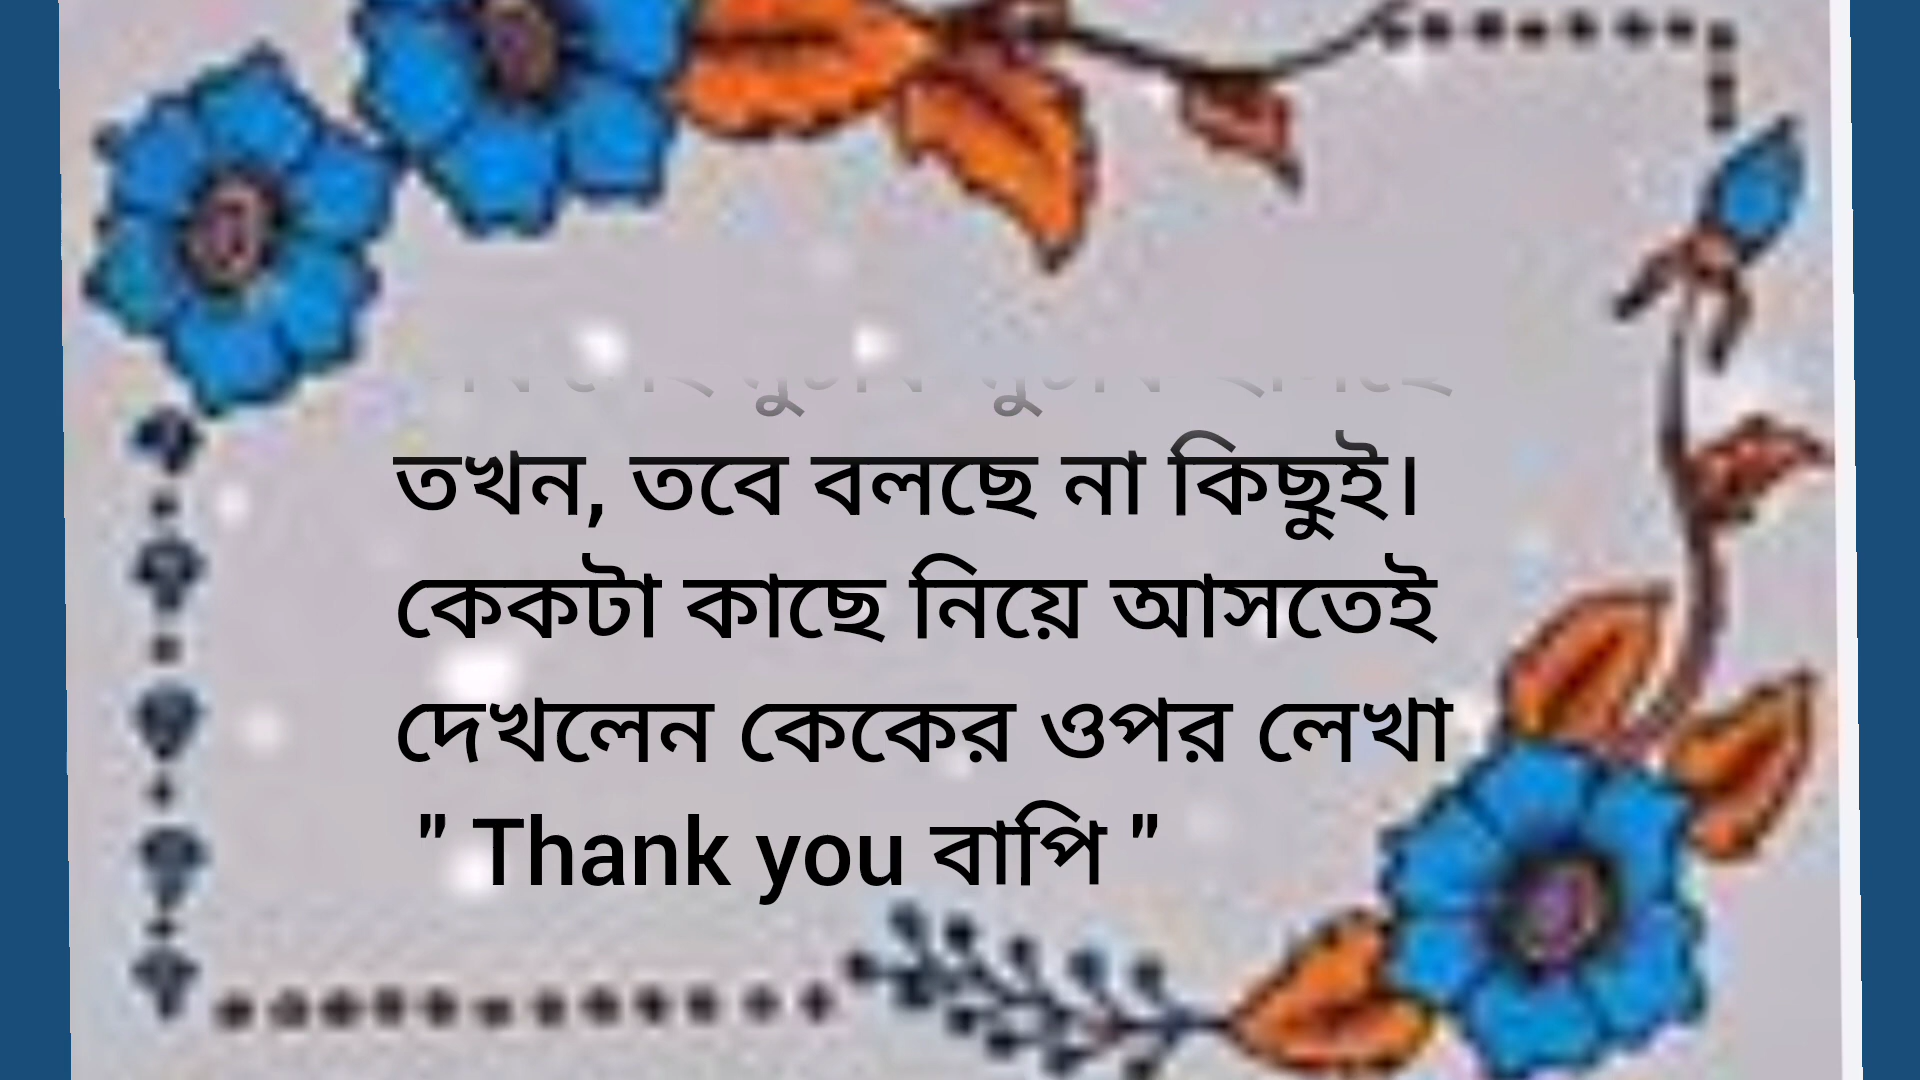 তখন, তবে বলছে না কিছুই।
কেকটা কাছে নিয়ে আসতেই
দেখলেন কেকের ওপর লেখা
" Thank you বাপি "